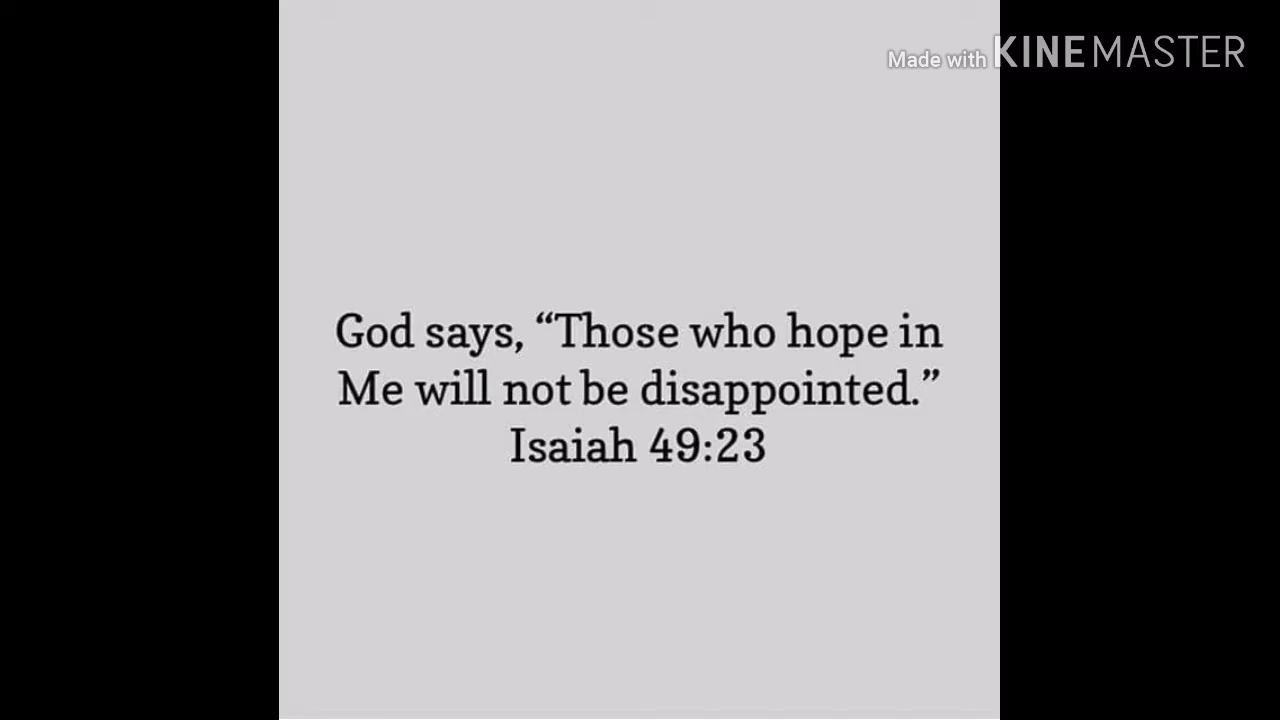 Made with KINEMASTER
God says, “Those who hope in
Me will not be disappointed.”
Isaiah 49:23